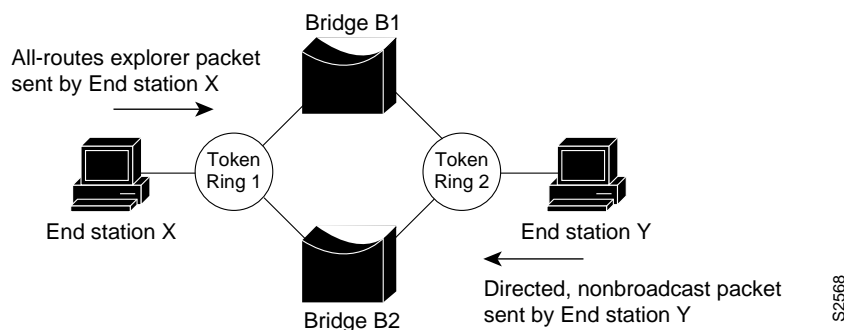 Bridge B1
All-routes explorer packet
sent by End station X
Token
Ring 1
Token
Ring 2
End station X
End station Y
Directed, nonbroadcast packet
sent by End station Y
Bridge B2
S2568